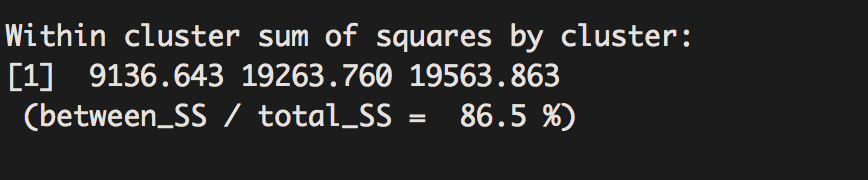 Within cluster sum of squares by cluster:
[1]  9136.643 19263.760 19563.863
 (between_SS / total_SS =  86.5 %)